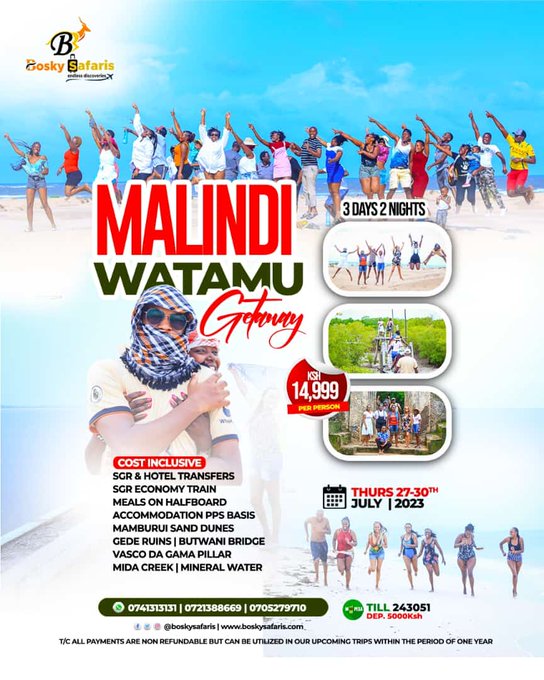 B
Bosky Safaris
endless discoveries
MALINDI
WATAMU
Getaway
3 DAYS 2 NIGHTS
KSH
14,999
PER PERSON
COST INCLUSIVE
SGR & HOTEL TRANSFERS
SGR ECONOMY TRAIN
MEALS ON HALFBOARD
ACCOMMODATION PPS BASIS
MAMBURUI SAND DUNES
GEDE RUINS | BUTWANI BRIDGE
VASCO DA GAMA PILLAR
MIDA CREEK | MINERAL WATER
THURS 27-30TH
JULY | 2023
0741313131 | 0721388669 | 0705279710
TILL 243051
DEP. 5000Ksh
@boskysafaris | www.boskysafaris.com
T/C ALL PAYMENTS ARE NON REFUNDABLE BUT CAN BE UTILIZED IN OUR UPCOMING TRIPS WITHIN THE PERIOD OF ONE YEAR